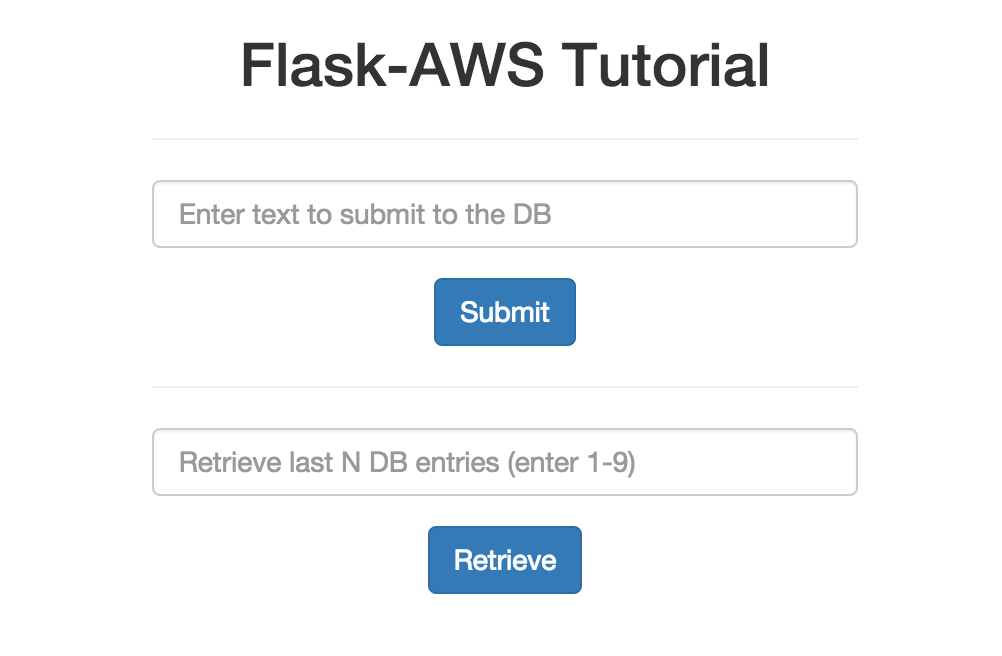 Flask-AWS Tutorial
Enter text to submit to the DB
Submit
Retrieve last N DB entries (enter 1-9)
Retrieve